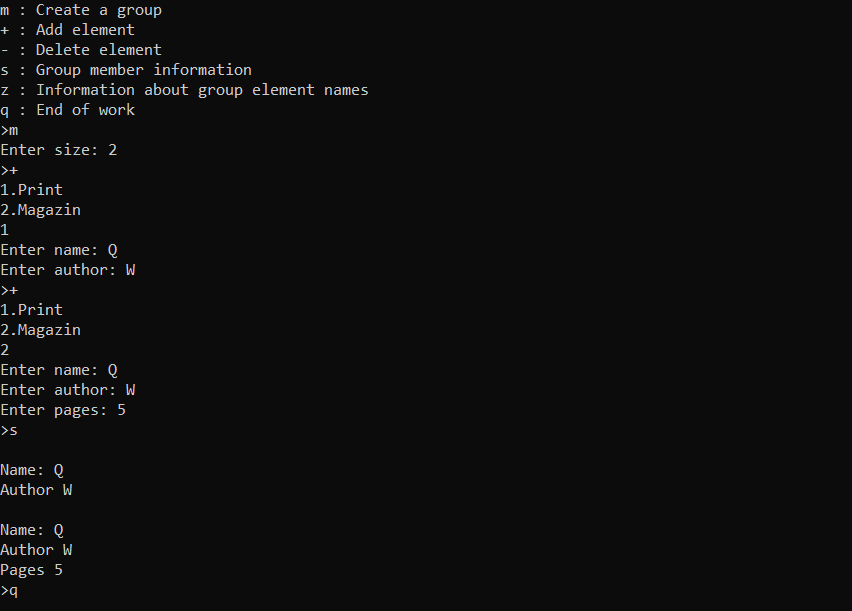 m : Create a group
+ : Add element
- : Delete element
s : Group member information
z : Information about group element names
q : End of work
>m
Enter size: 2
>+
1.Print
2.Magazin
1
Enter name: Q
Enter author: W
>+
1.Print
2.Magazin
2
Enter name: Q
Enter author: W
Enter pages: 5
>s

Name: Q
Author W

Name: Q
Author W
Pages 5
>q